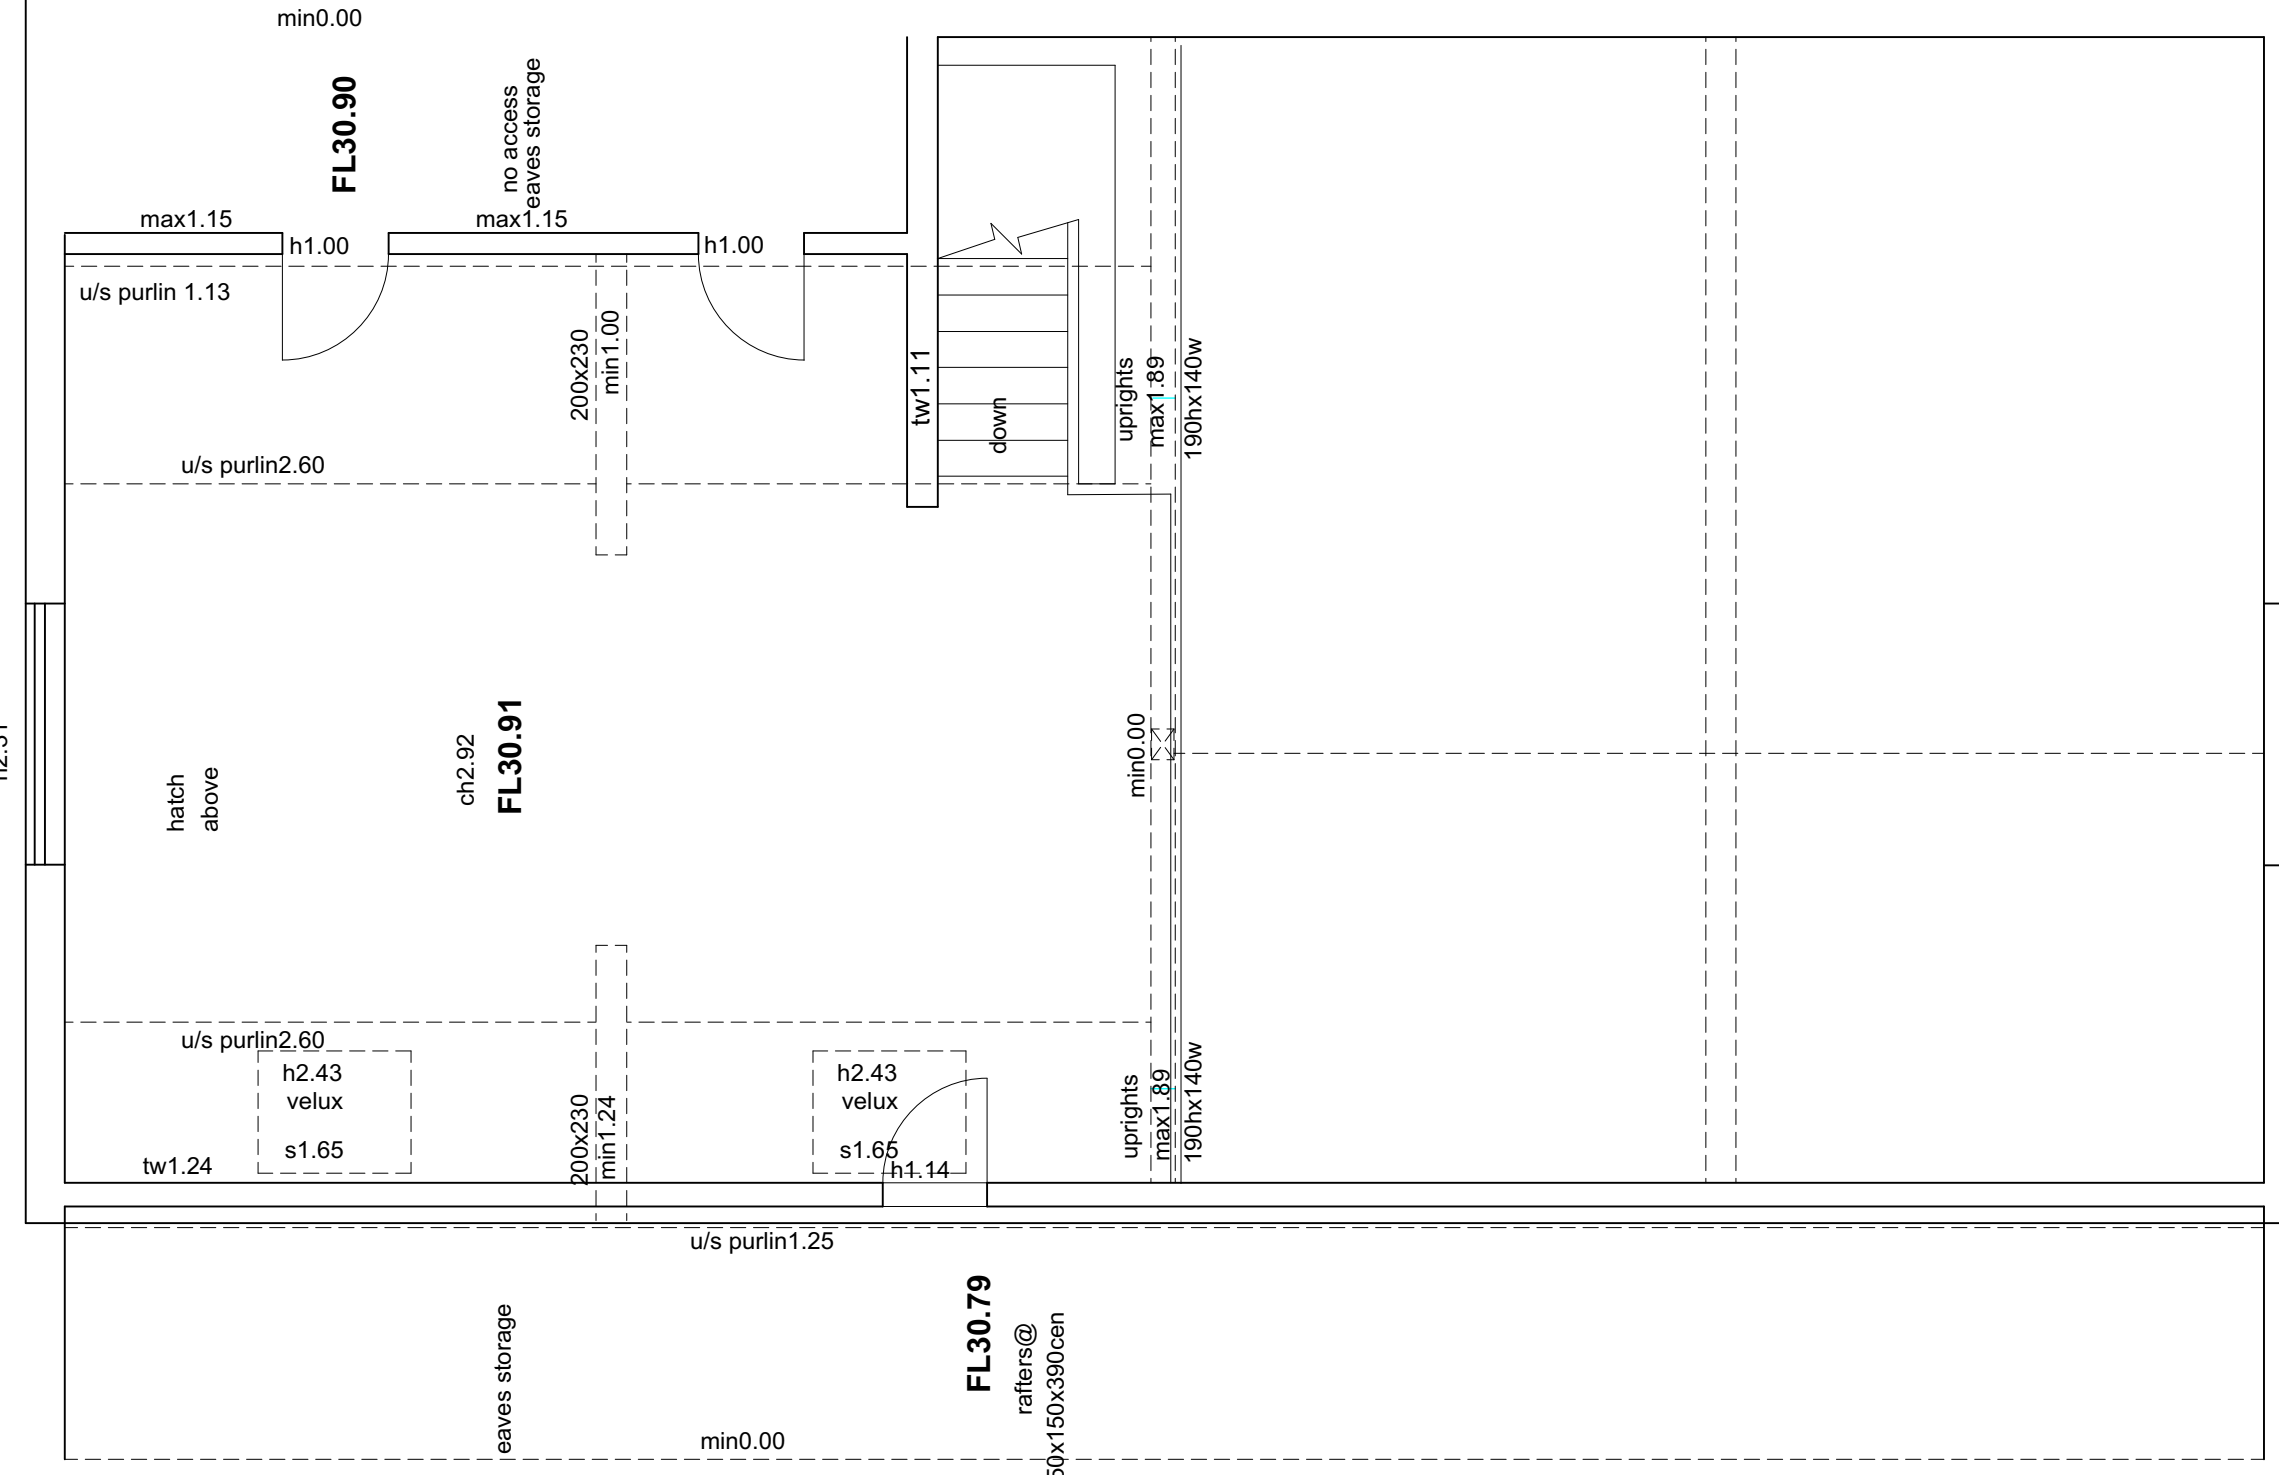 min0.00
FL30.90
no access
eaves storage
max1.15
max1.15
h1.00
h1.00
u/s purlin 1.13
200x230
min1.00
tw1.11
down
uprights
max1.89
190hx140w
u/s purlin2.60
hatch
above
ch2.92
FL30.91
min0.00
u/s purlin2.60
h2.43
velux
s1.65
h2.43
velux
s1.65
tw1.24
200x230
min1.24
h1.14
uprights
max1.89
190hx140w
u/s purlin1.25
eaves storage
FL30.79
rafters@
50x150x390cen
min0.00